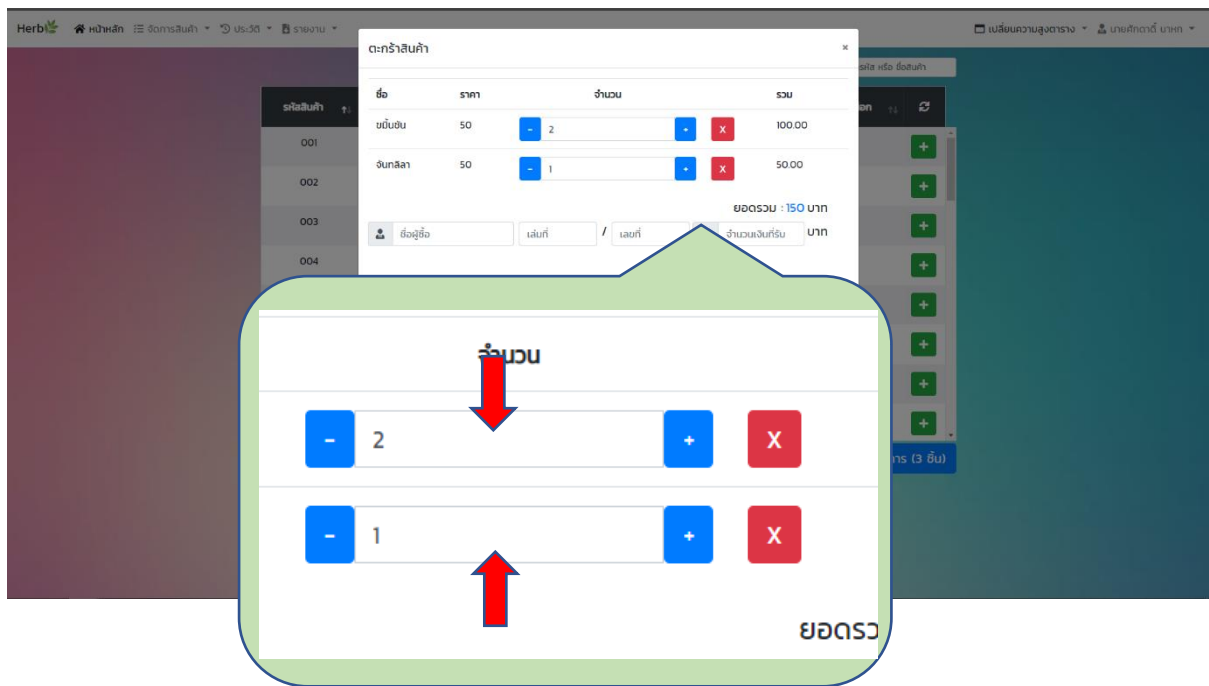 Herb หน้าหลัก จัดการสินค้า ประวัติ รายงาน เปลี่ยนความสูงตาราง นายศักดาดิ์ นาหก
ตะกร้าสินค้า ×
รหัส หรือ ชื่อสินค้า
ชื่อ ราคา จำนวน รวม
รหัสสินค้า
ขมิ้นชัน 50 - 2 + X 100.00
001 +
จันทลีลา 50 - 1 + X 50.00
002 +
ยอดรวม : 150 บาท
003 +
ชื่อผู้ซื้อ เล่มที่ / เลขที่ จำนวนเงินที่รับ บาท
004 +
+
จำนวน
+
+
- 2 + X
+
(3 ชิ้น)
- 1 + X
ยอดรว